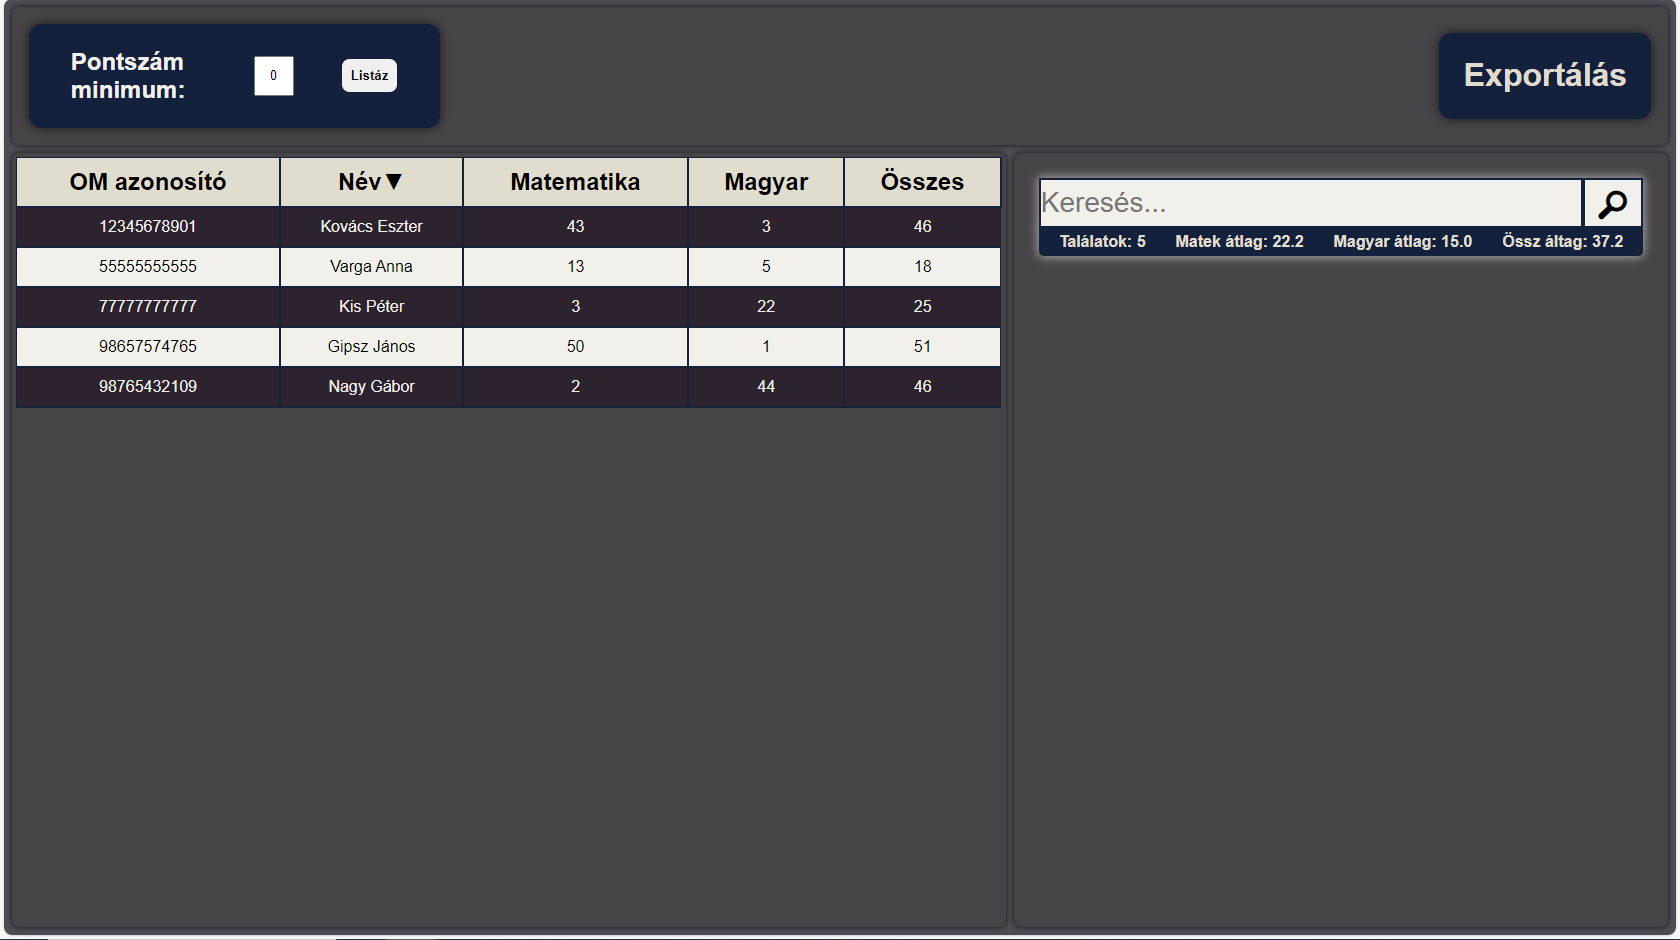 Pontszám
minimum:
0
Listáz
Exportálás
OM azonosító Név▼ Matematika Magyar Összes
12345678901 Kovács Eszter 43 3 46
55555555555 Varga Anna 13 5 18
77777777777 Kis Péter 3 22 25
98657574765 Gipsz János 50 1 51
98765432109 Nagy Gábor 2 44 46
Keresés...
Találatok: 5 Matek átlag: 22.2 Magyar átlag: 15.0 Össz áltag: 37.2